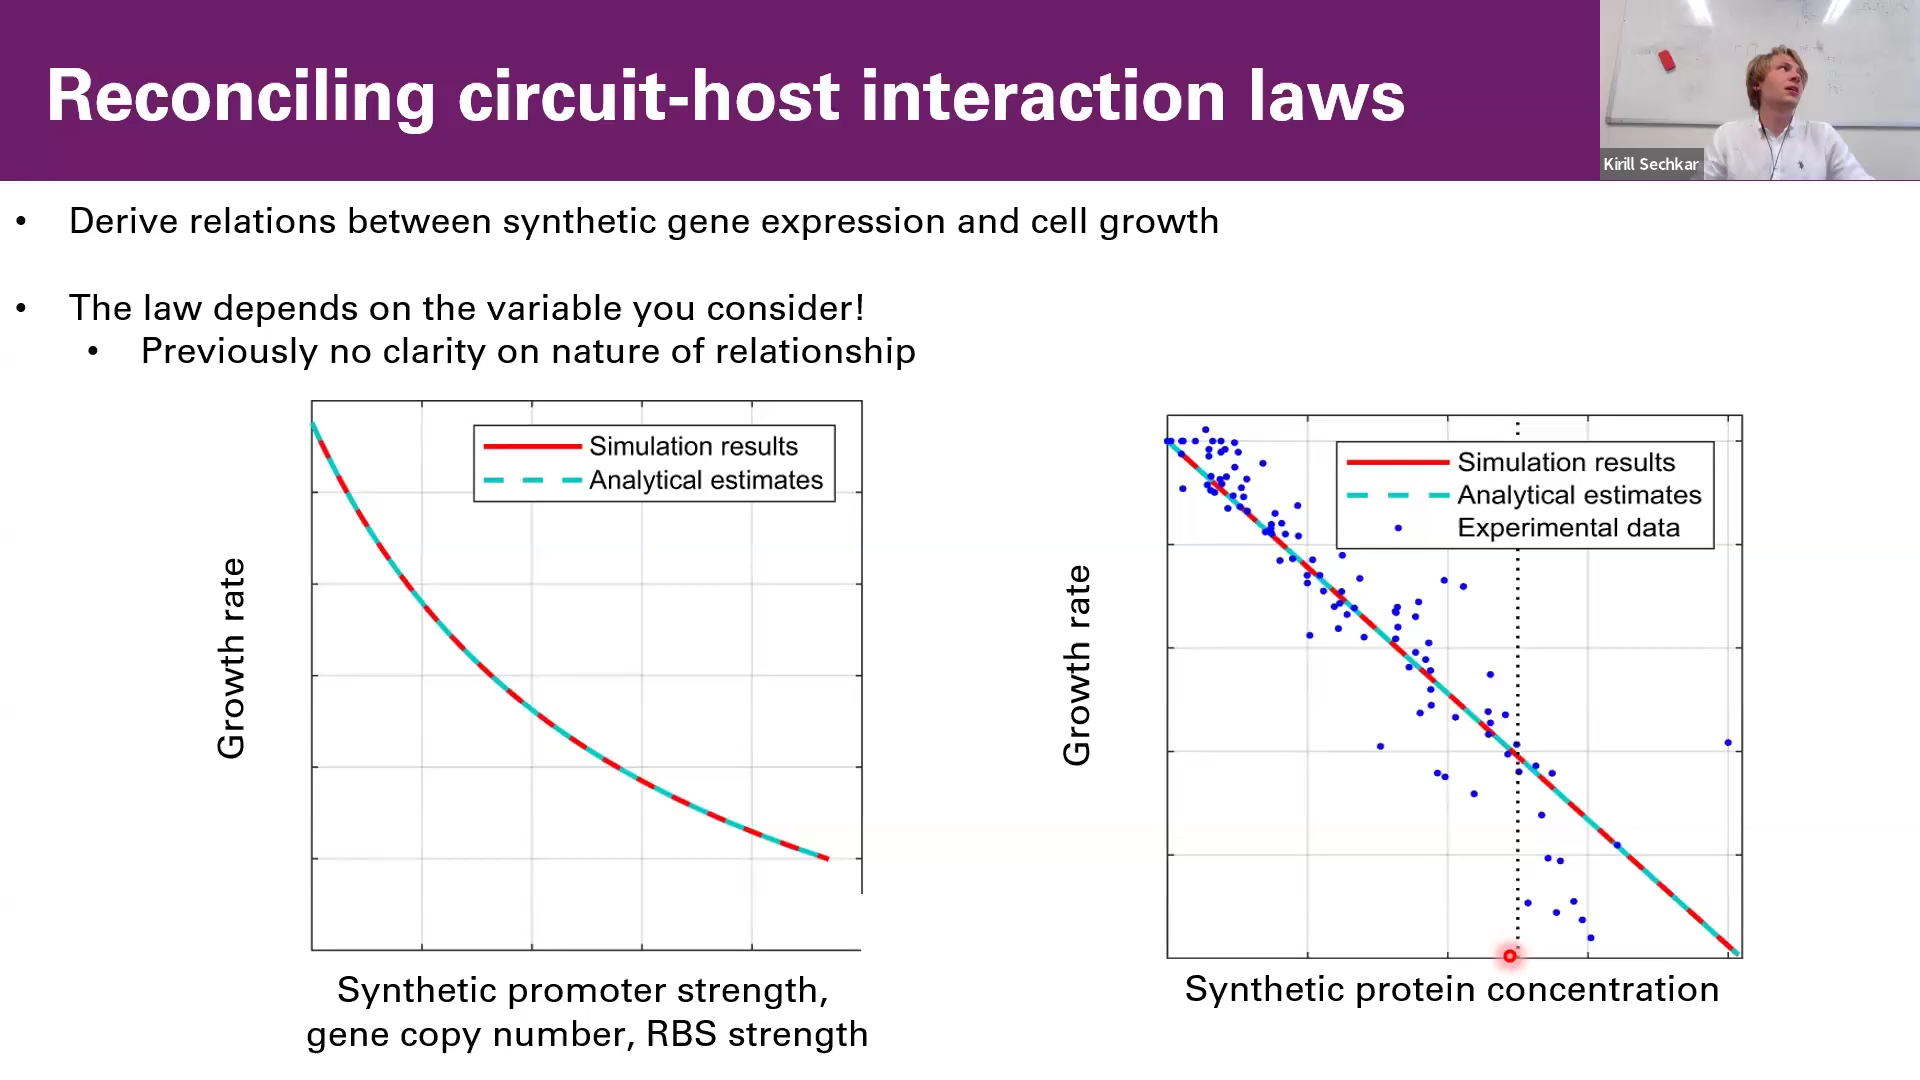 Reconciling circuit-host interaction laws
Kirill Sechkar
• Derive relations between synthetic gene expression and cell growth
• The law depends on the variable you consider!
• Previously no clarity on nature of relationship
Simulation results
Analytical estimates
Growth rate
Synthetic promoter strength,
gene copy number, RBS strength
Simulation results
Analytical estimates
Experimental data
Growth rate
Synthetic protein concentration